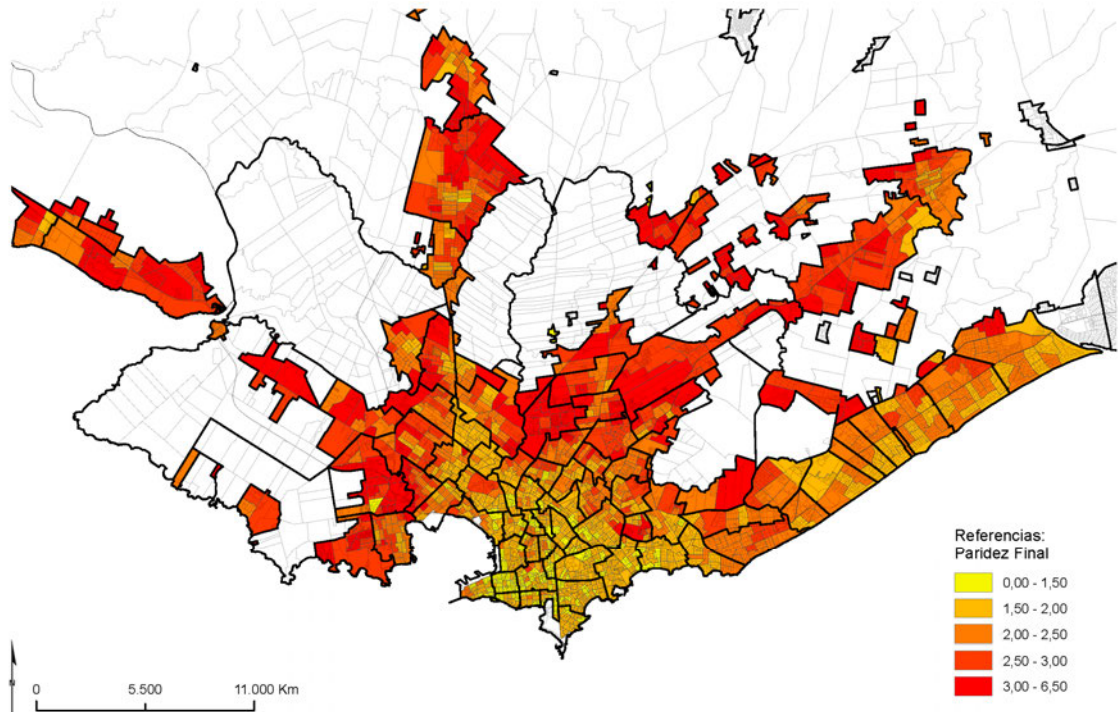 Referencias:
Paridez Final
0,00 - 1,50
1,50 - 2,00
2,00 - 2,50
2,50 - 3,00
3,00 - 6,50
N
0 5.500 11.000 Km